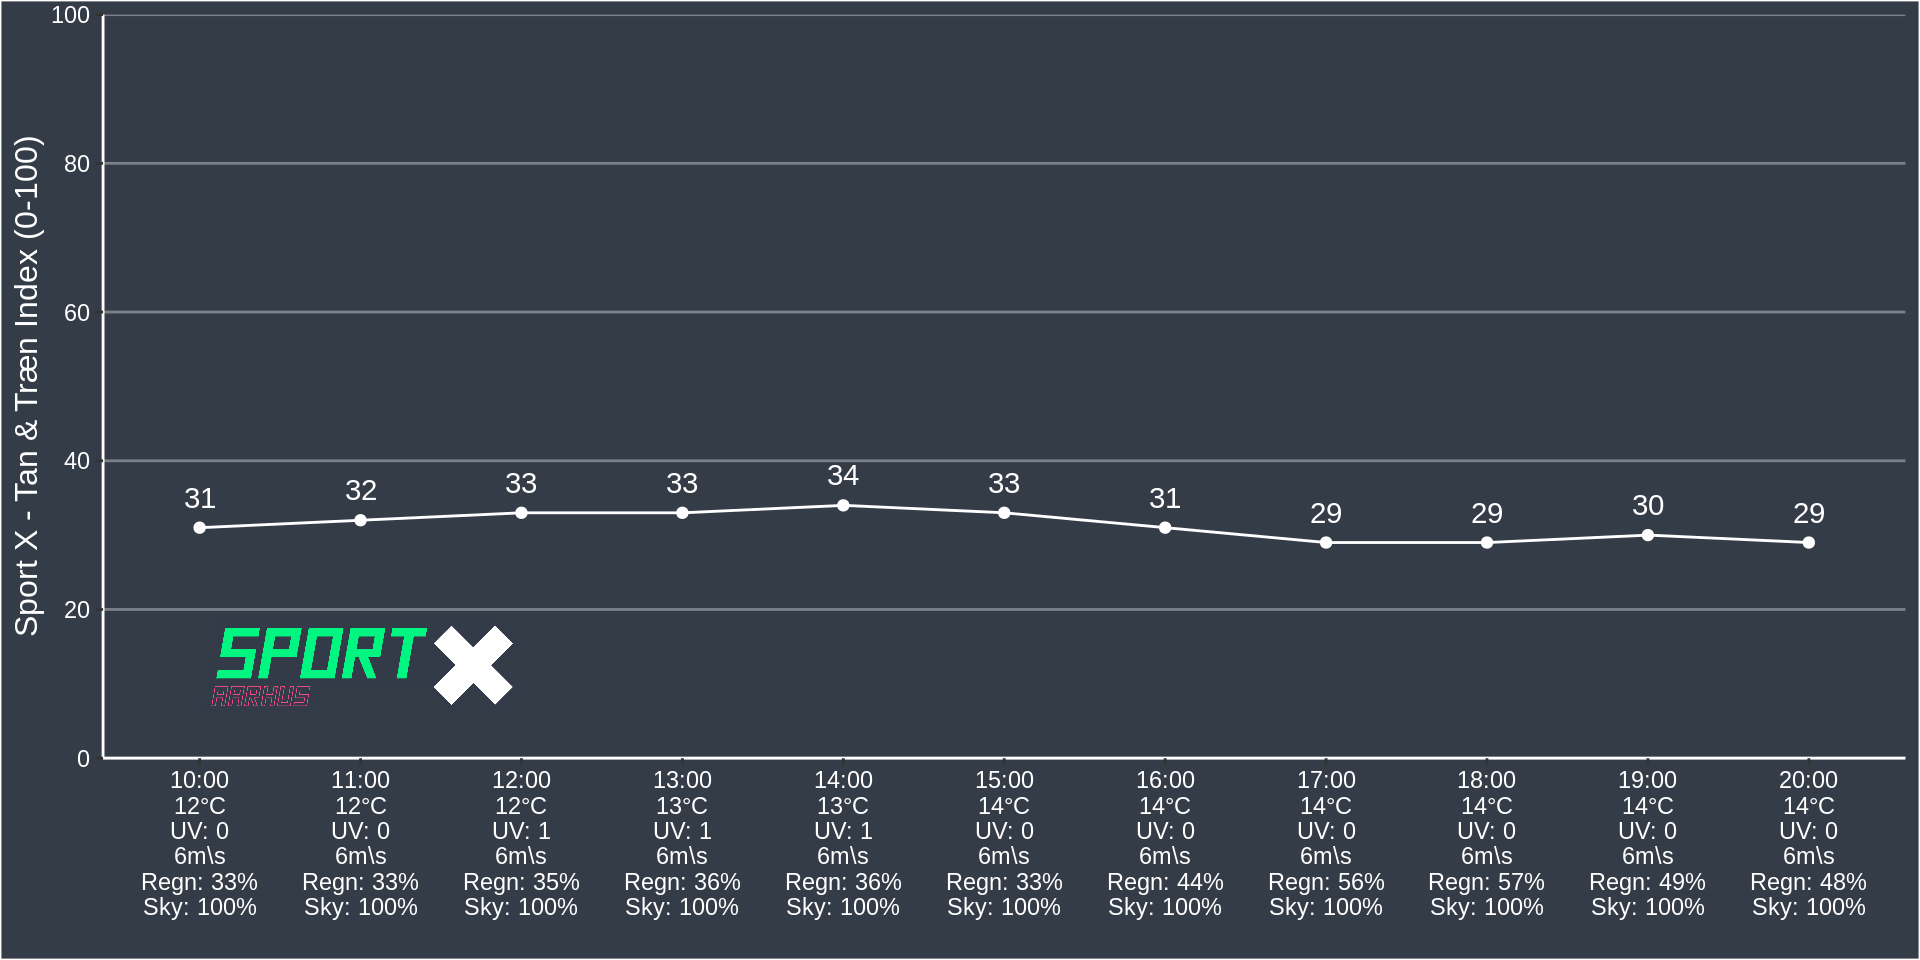 Sport X - Tan & Træn Index (0-100)
100
80
60
40
20
0
31 32 33 33 34 33 31 29 29 30 29
SPORT X
AARHUS
10:00 11:00 12:00 13:00 14:00 15:00 16:00 17:00 18:00 19:00 20:00
12°C 12°C 12°C 13°C 13°C 14°C 14°C 14°C 14°C 14°C 14°C
UV: 0 UV: 0 UV: 1 UV: 1 UV: 1 UV: 0 UV: 0 UV: 0 UV: 0 UV: 0 UV: 0
6m\s 6m\s 6m\s 6m\s 6m\s 6m\s 6m\s 6m\s 6m\s 6m\s 6m\s
Regn: 33% Regn: 33% Regn: 35% Regn: 36% Regn: 36% Regn: 33% Regn: 44% Regn: 56% Regn: 57% Regn: 49% Regn: 48%
Sky: 100% Sky: 100% Sky: 100% Sky: 100% Sky: 100% Sky: 100% Sky: 100% Sky: 100% Sky: 100% Sky: 100% Sky: 100%